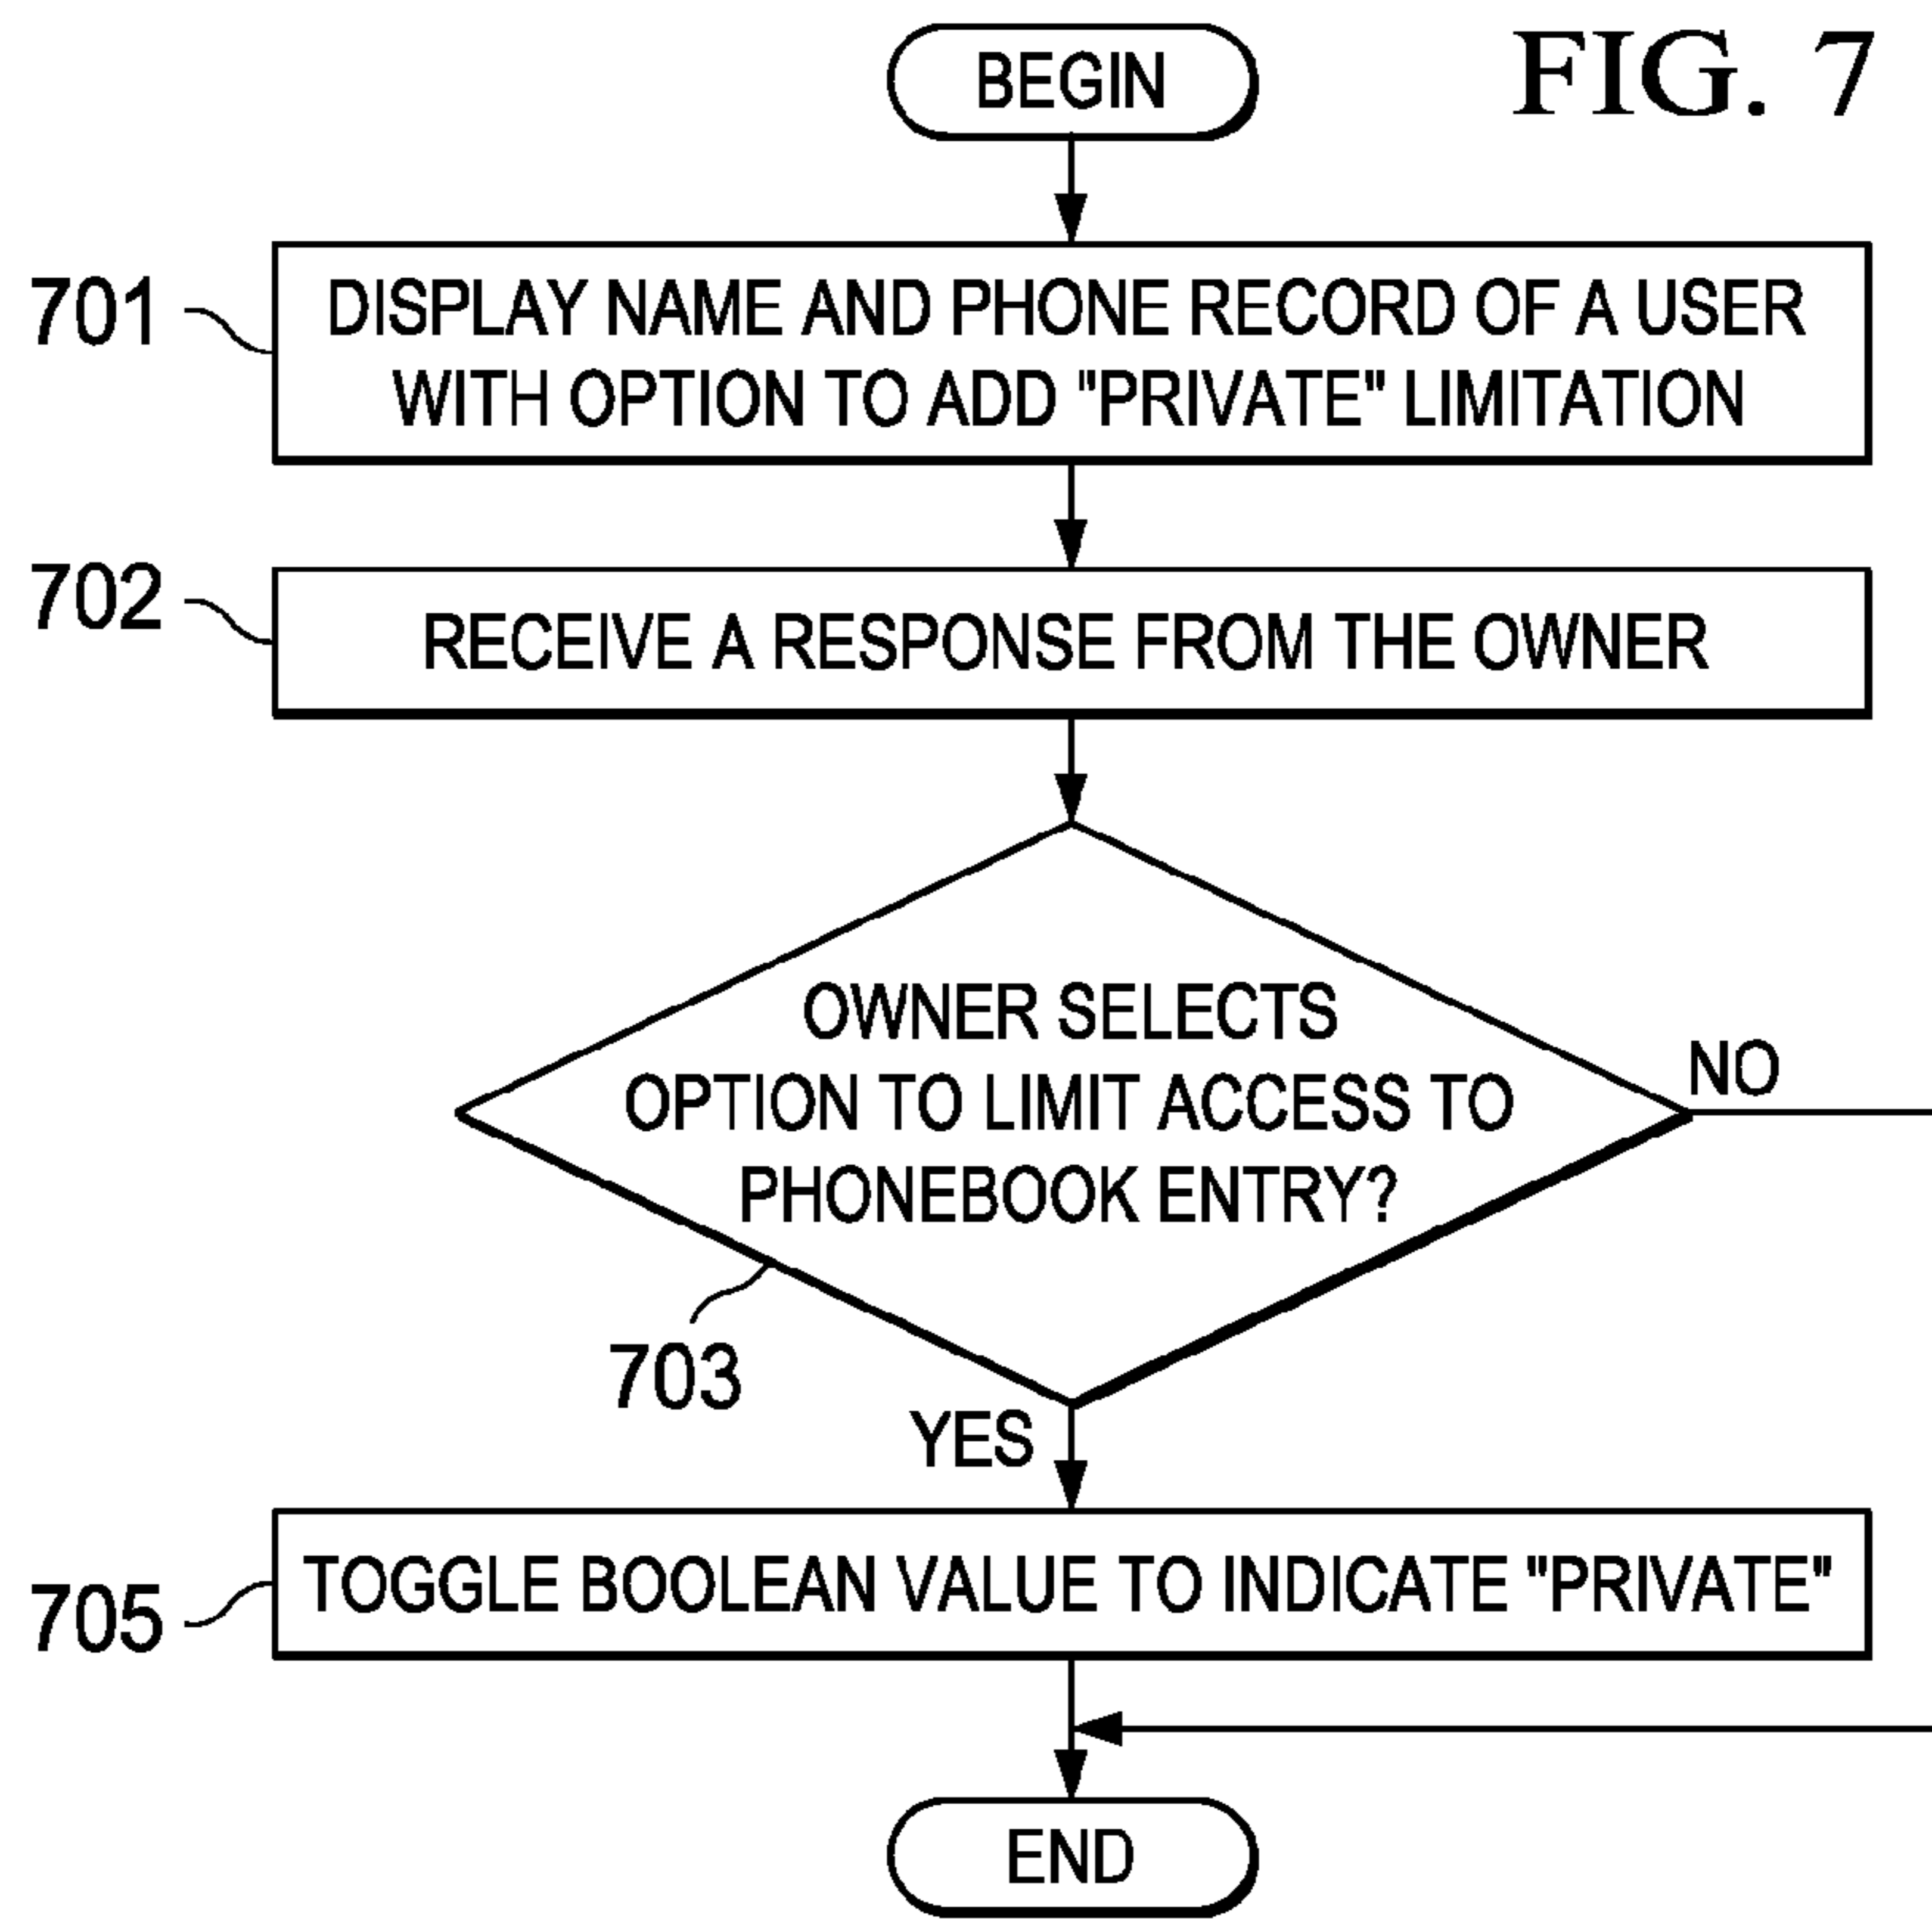 FIG. 7
BEGIN
701
DISPLAY NAME AND PHONE RECORD OF A USER
WITH OPTION TO ADD "PRIVATE" LIMITATION
702
RECEIVE A RESPONSE FROM THE OWNER
OWNER SELECTS
OPTION TO LIMIT ACCESS TO
PHONEBOOK ENTRY?
NO
703
YES
705
TOGGLE BOOLEAN VALUE TO INDICATE "PRIVATE"
END